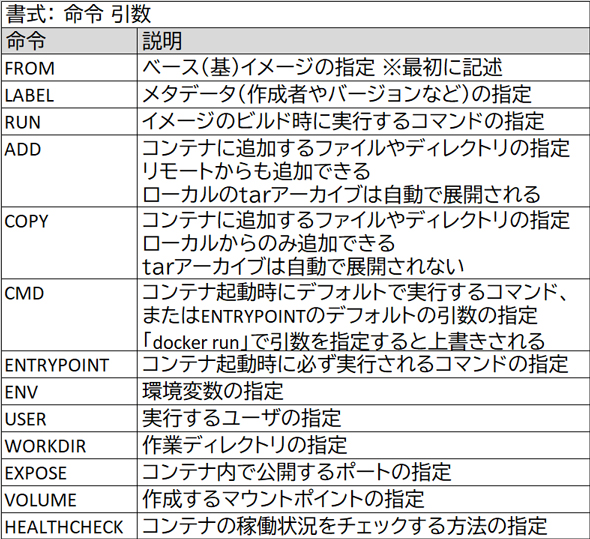 書式： 命令 引数
命令 説明
FROM ベース（基）イメージの指定 ※最初に記述
LABEL メタデータ（作成者やバージョンなど）の指定
RUN イメージのビルド時に実行するコマンドの指定
ADD コンテナに追加するファイルやディレクトリの指定
リモートからも追加できる
ローカルのtarアーカイブは自動で展開される
COPY コンテナに追加するファイルやディレクトリの指定
ローカルからのみ追加できる
tarアーカイブは自動で展開されない
CMD コンテナ起動時にデフォルトで実行するコマンド、
またはENTRYPOINTのデフォルトの引数の指定
「docker run」で引数を指定すると上書きされる
ENTRYPOINT コンテナ起動時に必ず実行されるコマンドの指定
ENV 環境変数の指定
USER 実行するユーザの指定
WORKDIR 作業ディレクトリの指定
EXPOSE コンテナ内で公開するポートの指定
VOLUME 作成するマウントポイントの指定
HEALTHCHECK コンテナの稼働状況をチェックする方法の指定